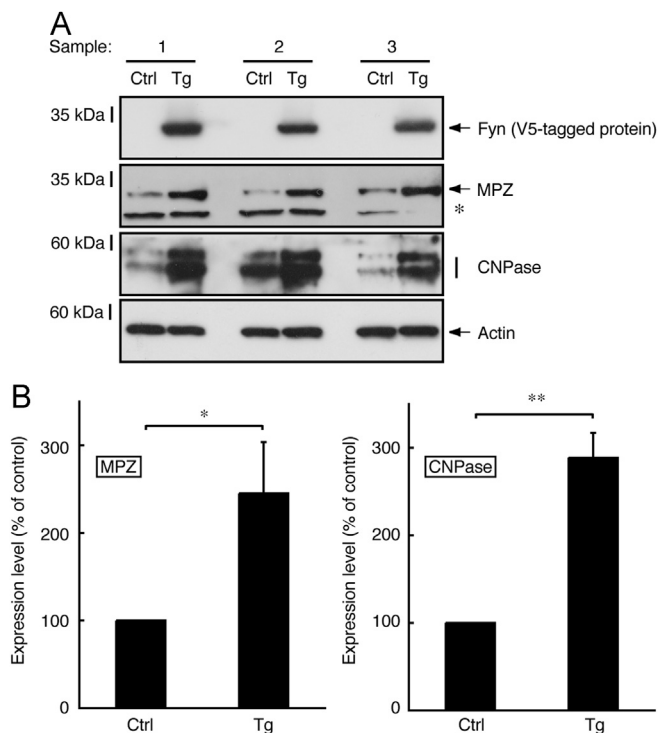 A
Sample: 1 2 3
Ctrl Tg Ctrl Tg Ctrl Tg
35 kDa
Fyn (V5-tagged protein)
35 kDa
MPZ
*
60 kDa
CNPase
60 kDa
Actin
B
Expression level (% of control)
300
200
100
0
MPZ
*
Ctrl Tg
Expression level (% of control)
300
200
100
0
CNPase
**
Ctrl Tg